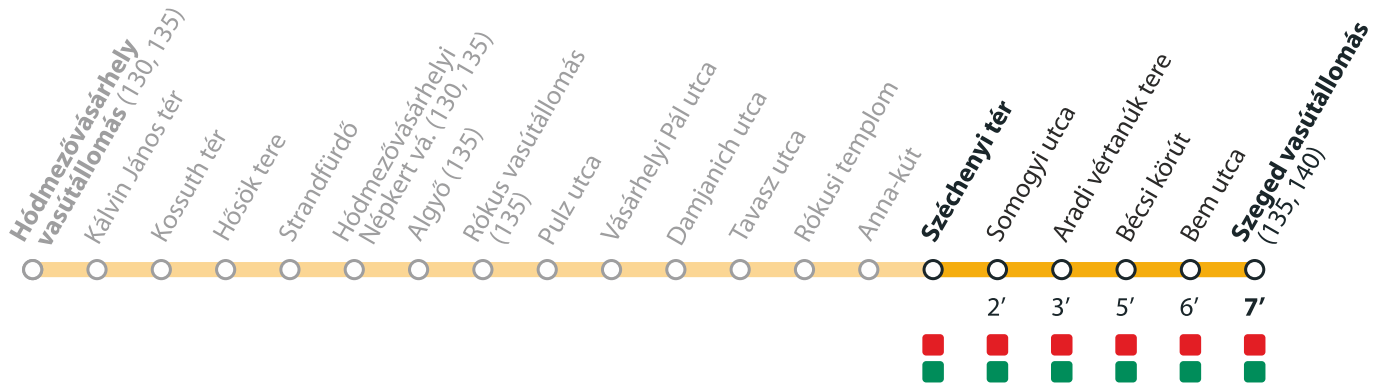 Hódmezővásárhely
vasútállomás (130, 135)
Kálvin János tér
Kossuth tér
Hősök tere
Strandfürdő
Hódmezővásárhelyi
Népkert vá. (130, 135)
Algyő (135)
Rókus vasútállomás
(135)
Pulz utca
Vásárhelyi Pál utca
Damjanich utca
Tavasz utca
Rókusi templom
Anna-kút
Széchenyi tér
Somogyi utca
Aradi vértanúk tere
Bécsi körút
Bem utca
Szeged vasútállomás
(135, 140)
2’ 3’ 5’ 6’ 7’